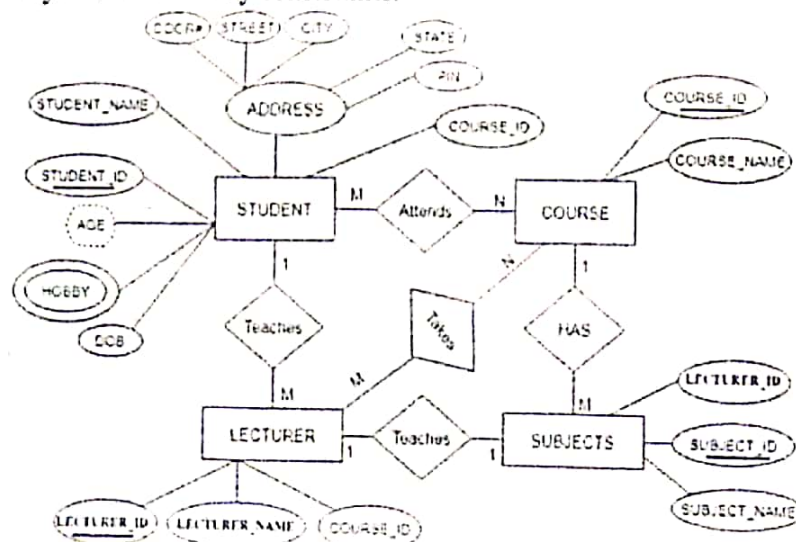 DOOR# STREET CITY
STATE
PIN
STUDENT_NAME
ADDRESS
COURSE_ID
COURSE_ID
COURSE_NAME
STUDENT_ID
STUDENT
M
Attends
N
COURSE
AGE
HOBBY
DOB
1
Teaches
M
N
Takes
M
1
HAS
M
LECTURER
1
Teaches
1
SUBJECTS
LECTURER_ID
SUBJECT_ID
SUBJECT_NAME
LECTURER_ID LECTURER_NAME COURSE_ID